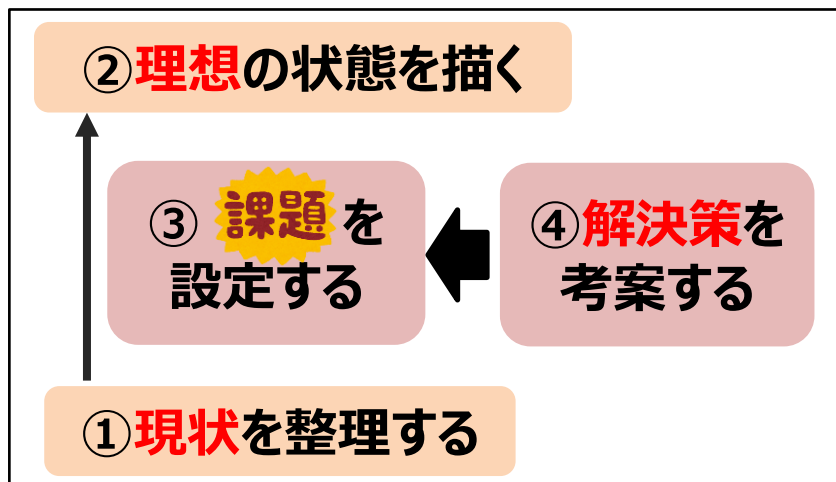 ②理想の状態を描く
③ 課題 を
設定する
④解決策を
考案する
①現状を整理する